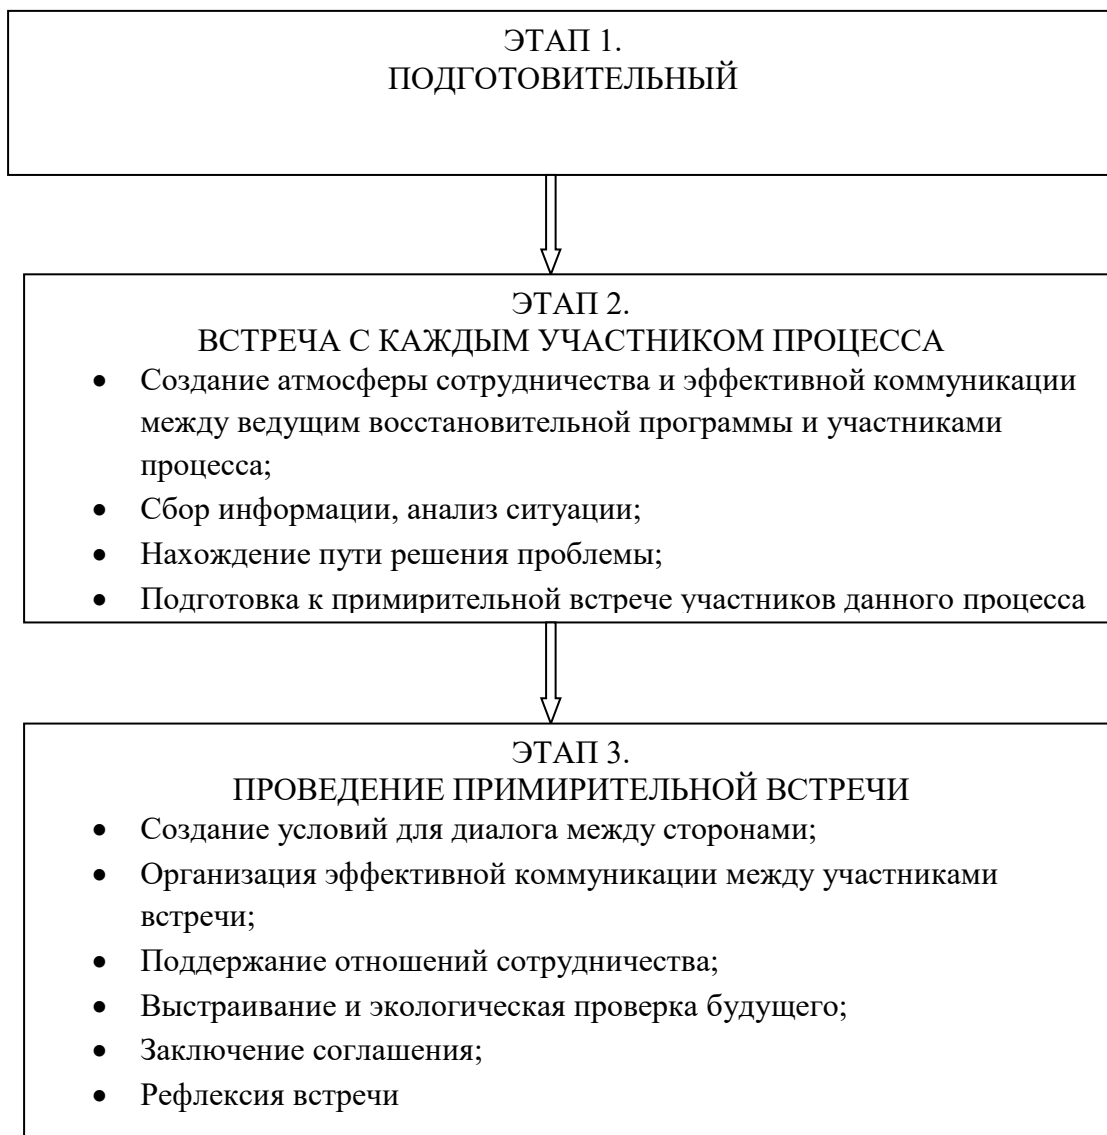 ЭТАП 1.
ПОДГОТОВИТЕЛЬНЫЙ
ЭТАП 2.
ВСТРЕЧА С КАЖДЫМ УЧАСТНИКОМ ПРОЦЕССА
• Создание атмосферы сотрудничества и эффективной коммуникации
между ведущим восстановительной программы и участниками
процесса;
• Сбор информации, анализ ситуации;
• Нахождение пути решения проблемы;
• Подготовка к примирительной встрече участников данного процесса
ЭТАП 3.
ПРОВЕДЕНИЕ ПРИМИРИТЕЛЬНОЙ ВСТРЕЧИ
• Создание условий для диалога между сторонами;
• Организация эффективной коммуникации между участниками
встречи;
• Поддержание отношений сотрудничества;
• Выстраивание и экологическая проверка будущего;
• Заключение соглашения;
• Рефлексия встречи